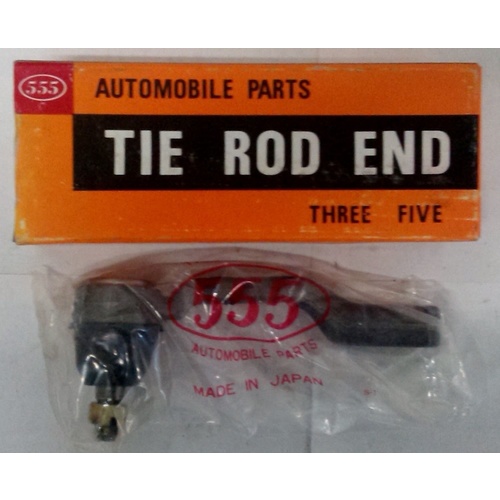 555
AUTOMOBILE PARTS
TIE ROD END
THREE FIVE
555
AUTOMOBILE PARTS
MADE IN JAPAN